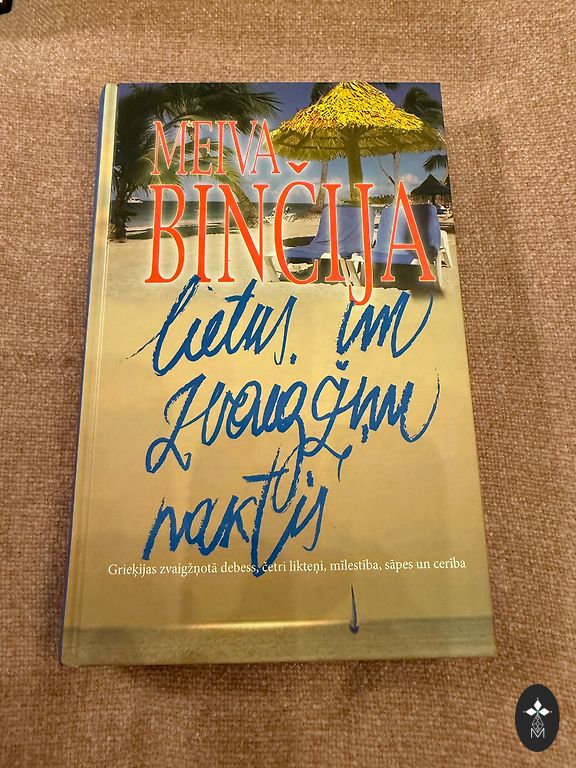 MEIVA
BINČIJA
lietus un
zvaigžņu
naktis
Grieķijas zvaigžņotā debess, četri likteņi, mīlestība, sāpes un cerība
M